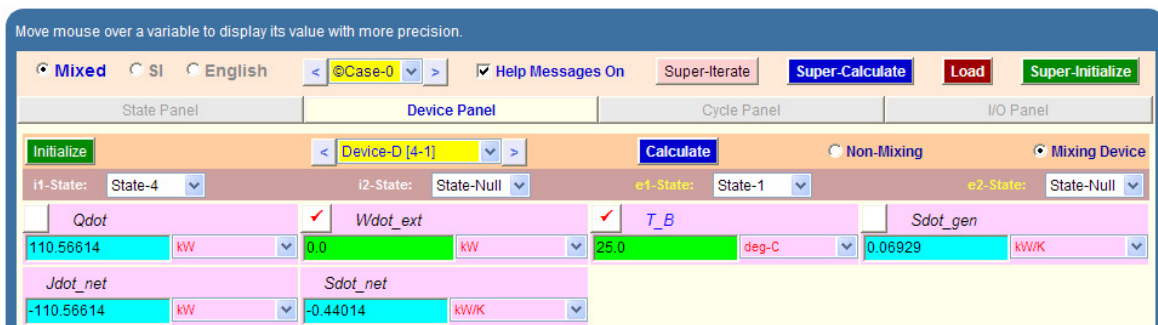 Move mouse over a variable to display its value with more precision.
Mixed SI English < ©Case-0 > Help Messages On Super-Iterate Super-Calculate Load Super-Initialize
State Panel Device Panel Cycle Panel I/O Panel
Initialize < Device-D [4-1] > Calculate Non-Mixing Mixing Device
i1-State: State-4 i2-State: State-Null e1-State: State-1 e2-State: State-Null
Qdot Wdot_ext T_B Sdot_gen
110.56614 kW 0.0 kW 25.0 deg-C 0.06929 kW/K
Jdot_net Sdot_net
-110.56614 kW -0.44014 kW/K